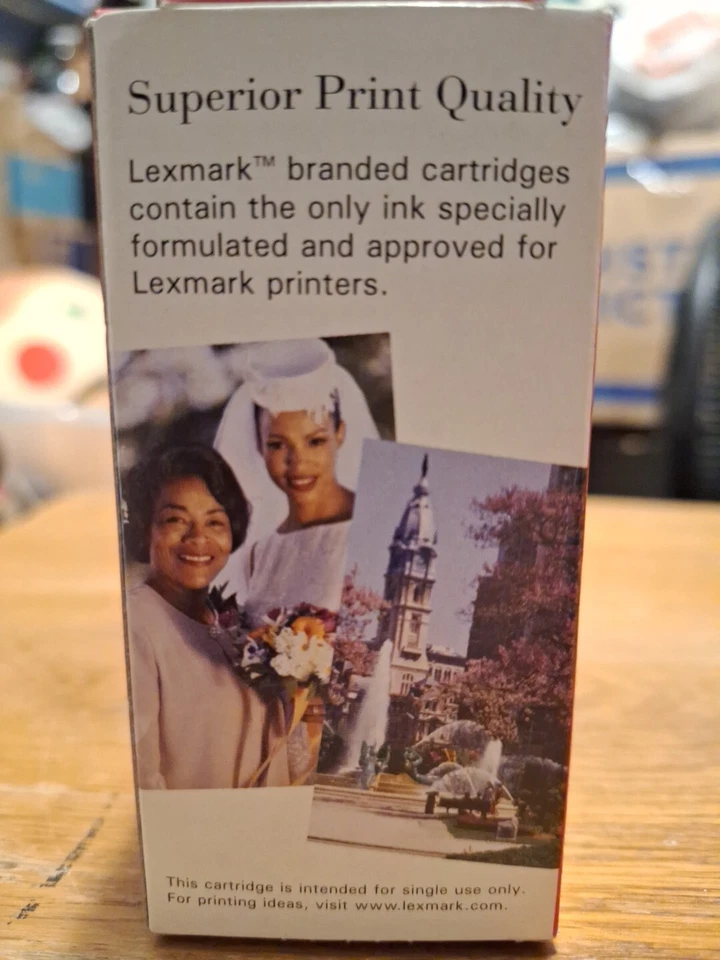 Superior Print Quality
Lexmark™ branded cartridges
contain the only ink specially
formulated and approved for
Lexmark printers.
This cartridge is intended for single use only.
For printing ideas, visit www.lexmark.com.